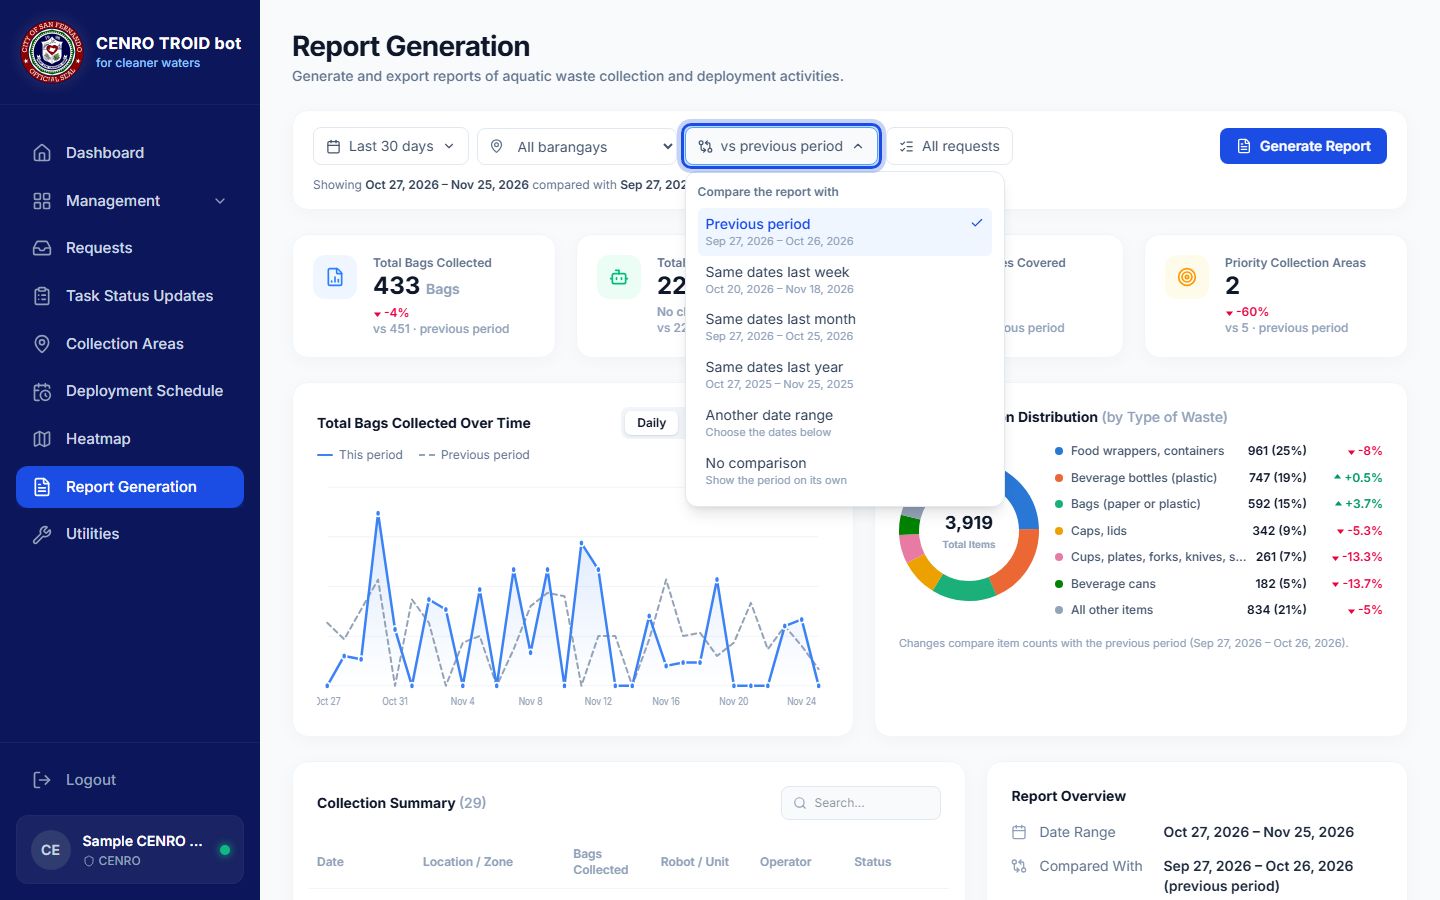 CITY OF SAN FERNANDO
OFFICIAL SEAL
CENRO TROID bot
for cleaner waters
Dashboard
Management
Requests
Task Status Updates
Collection Areas
Deployment Schedule
Heatmap
Report Generation
Utilities
Logout
CE
Sample CENRO ...
CENRO
Report Generation
Generate and export reports of aquatic waste collection and deployment activities.
Last 30 days
All barangays
vs previous period
All requests
Generate Report
Showing Oct 27, 2026 – Nov 25, 2026 compared with Sep 27, 202
Compare the report with
Previous period
Sep 27, 2026 – Oct 26, 2026
Same dates last week
Oct 20, 2026 – Nov 18, 2026
Same dates last month
Sep 27, 2026 – Oct 25, 2026
Same dates last year
Oct 27, 2025 – Nov 25, 2025
Another date range
Choose the dates below
No comparison
Show the period on its own
Total Bags Collected
433 Bags
-4%
vs 451 · previous period
Total
22
No c
vs 22
s Covered
ous period
Priority Collection Areas
2
-60%
vs 5 · previous period
Total Bags Collected Over Time
Daily
This period
Previous period
Oct 27
Oct 31
Nov 4
Nov 8
Nov 12
Nov 16
Nov 20
Nov 24
n Distribution (by Type of Waste)
3,919
Total Items
Food wrappers, containers 961 (25%) -8%
Beverage bottles (plastic) 747 (19%) +0.5%
Bags (paper or plastic) 592 (15%) +3.7%
Caps, lids 342 (9%) -5.3%
Cups, plates, forks, knives, s... 261 (7%) -13.3%
Beverage cans 182 (5%) -13.7%
All other items 834 (21%) -5%
Changes compare item counts with the previous period (Sep 27, 2026 – Oct 26, 2026).
Collection Summary (29)
Search...
Date
Location / Zone
Bags
Collected
Robot / Unit
Operator
Status
Report Overview
Date Range
Oct 27, 2026 – Nov 25, 2026
Compared With
Sep 27, 2026 – Oct 26, 2026
(previous period)